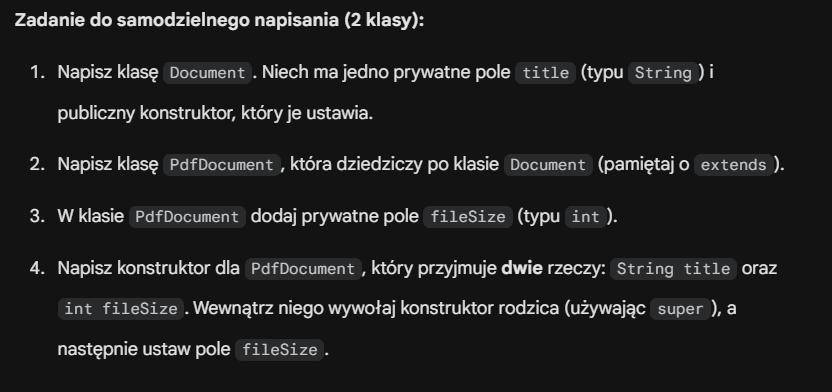 Zadanie do samodzielnego napisania (2 klasy):
1. Napisz klasę Document. Niech ma jedno prywatne pole title (typu String) i
publiczny konstruktor, który je ustawia.
2. Napisz klasę PdfDocument, która dziedziczy po klasie Document (pamiętaj o extends).
3. W klasie PdfDocument dodaj prywatne pole fileSize (typu int).
4. Napisz konstruktor dla PdfDocument, który przyjmuje dwie rzeczy: String title oraz
int fileSize. Wewnątrz niego wywołaj konstruktor rodzica (używając super), a
następnie ustaw pole fileSize.